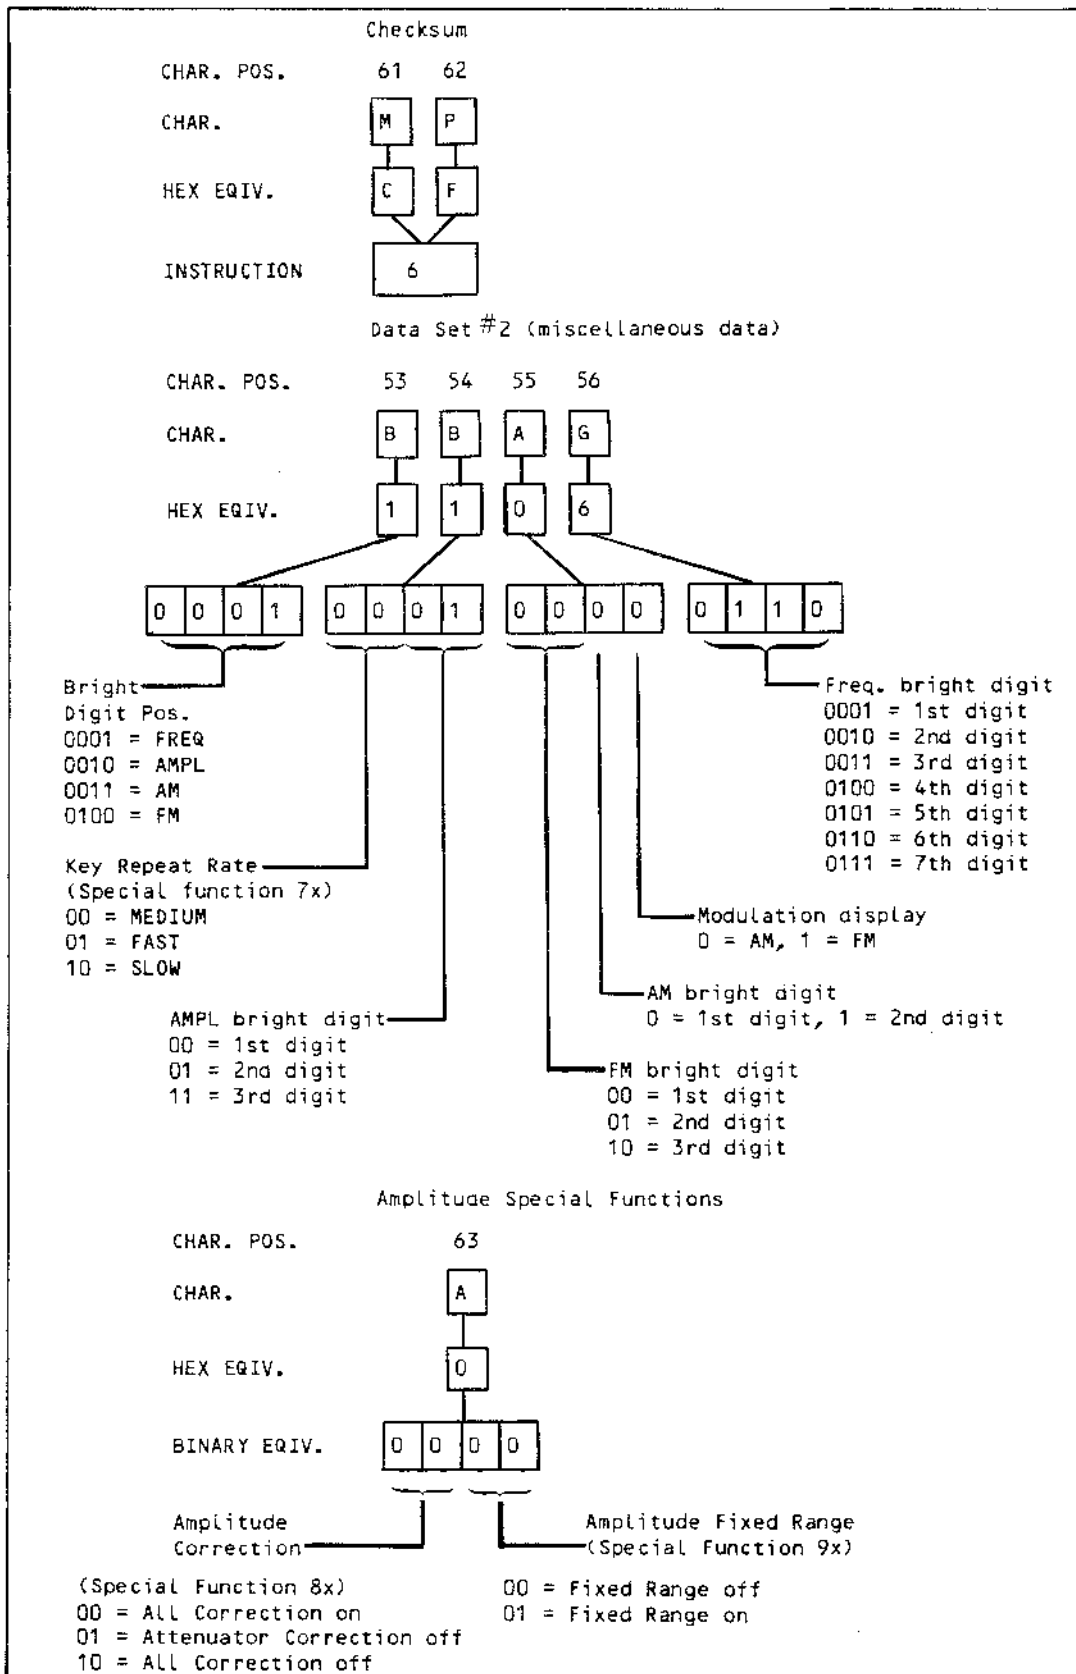 Checksum
CHAR. POS. 61 62
CHAR. M P
HEX EQIV. C F
INSTRUCTION 6
Data Set #2 (miscellaneous data)
CHAR. POS. 53 54 55 56
CHAR. B B A G
HEX EQIV. 1 1 0 6
0 0 0 1 0 0 0 1 0 0 0 0 0 1 1 0
Bright
Digit Pos.
0001 = FREQ
0010 = AMPL
0011 = AM
0100 = FM
Freq. bright digit
0001 = 1st digit
0010 = 2nd digit
0011 = 3rd digit
0100 = 4th digit
0101 = 5th digit
0110 = 6th digit
0111 = 7th digit
Key Repeat Rate
(Special function 7x)
00 = MEDIUM
01 = FAST
10 = SLOW
Modulation display
0 = AM, 1 = FM
AM bright digit
0 = 1st digit, 1 = 2nd digit
AMPL bright digit
00 = 1st digit
01 = 2nd digit
11 = 3rd digit
FM bright digit
00 = 1st digit
01 = 2nd digit
10 = 3rd digit
Amplitude Special Functions
CHAR. POS. 63
CHAR. A
HEX EQIV. 0
BINARY EQIV. 0 0 0 0
Amplitude
Correction
(Special Function 8x)
00 = All Correction on
01 = Attenuator Correction off
10 = All Correction off
Amplitude Fixed Range
(Special Function 9x)
00 = Fixed Range off
01 = Fixed Range on